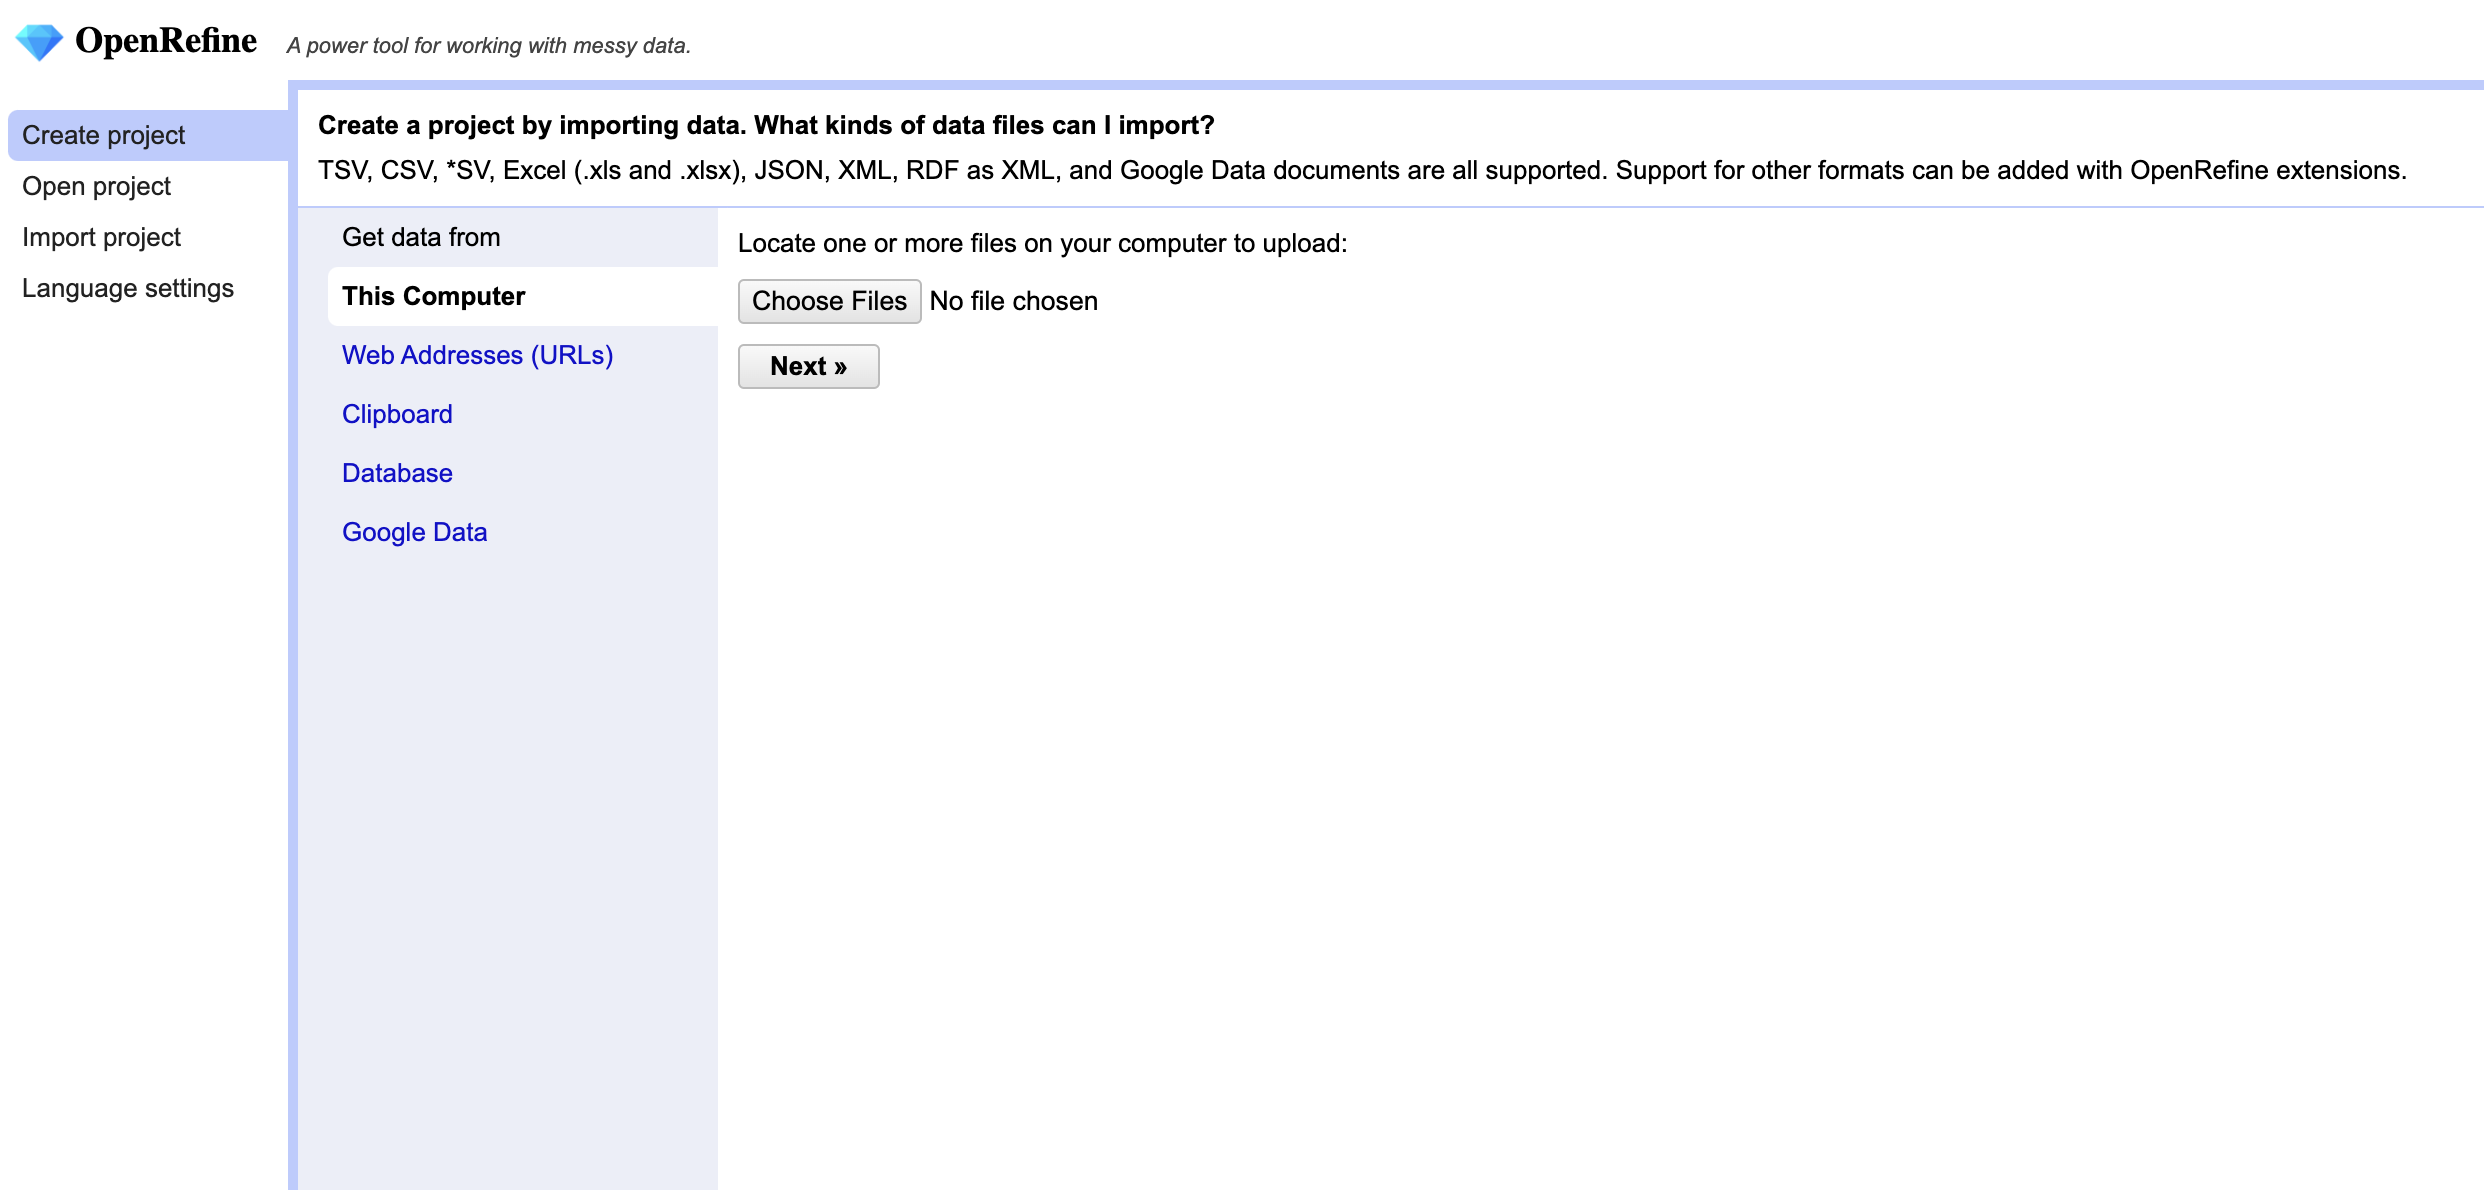 OpenRefine A power tool for working with messy data.
Create project
Open project
Import project
Language settings
Create a project by importing data. What kinds of data files can I import?
TSV, CSV, *SV, Excel (.xls and .xlsx), JSON, XML, RDF as XML, and Google Data documents are all supported. Support for other formats can be added with OpenRefine extensions.
Get data from
This Computer
Web Addresses (URLs)
Clipboard
Database
Google Data
Locate one or more files on your computer to upload:
Choose Files No file chosen
Next »